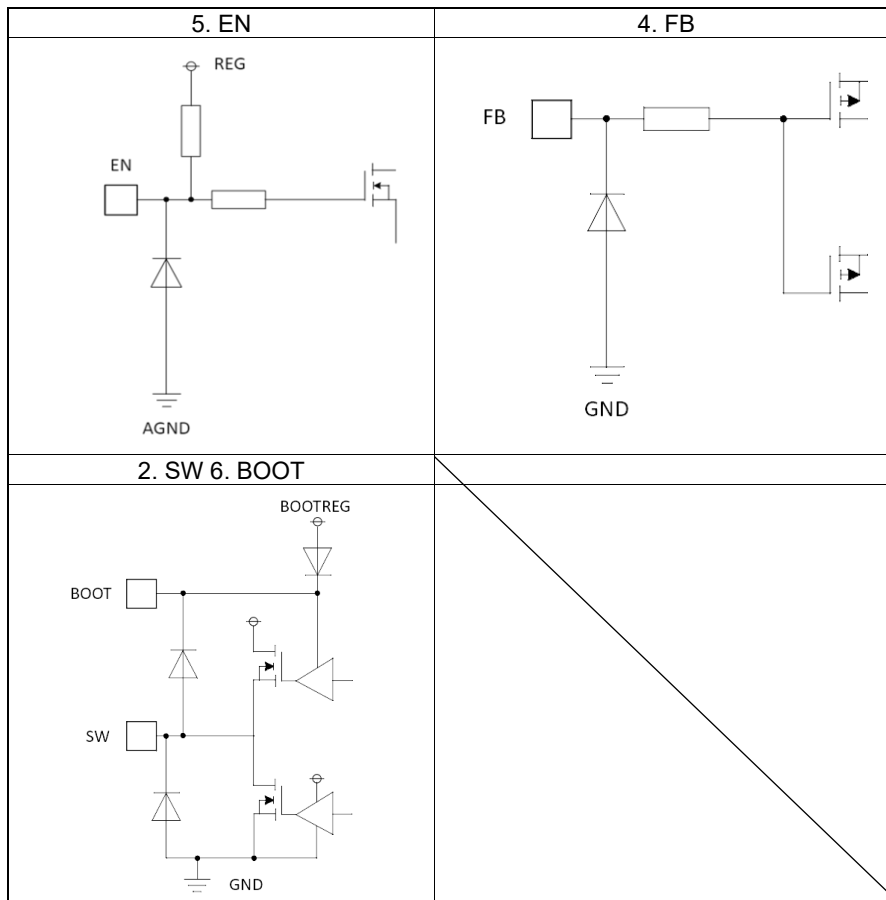 5. EN
4. FB
REG
EN
AGND
FB
GND
2. SW 6. BOOT
BOOTREG
BOOT
SW
GND